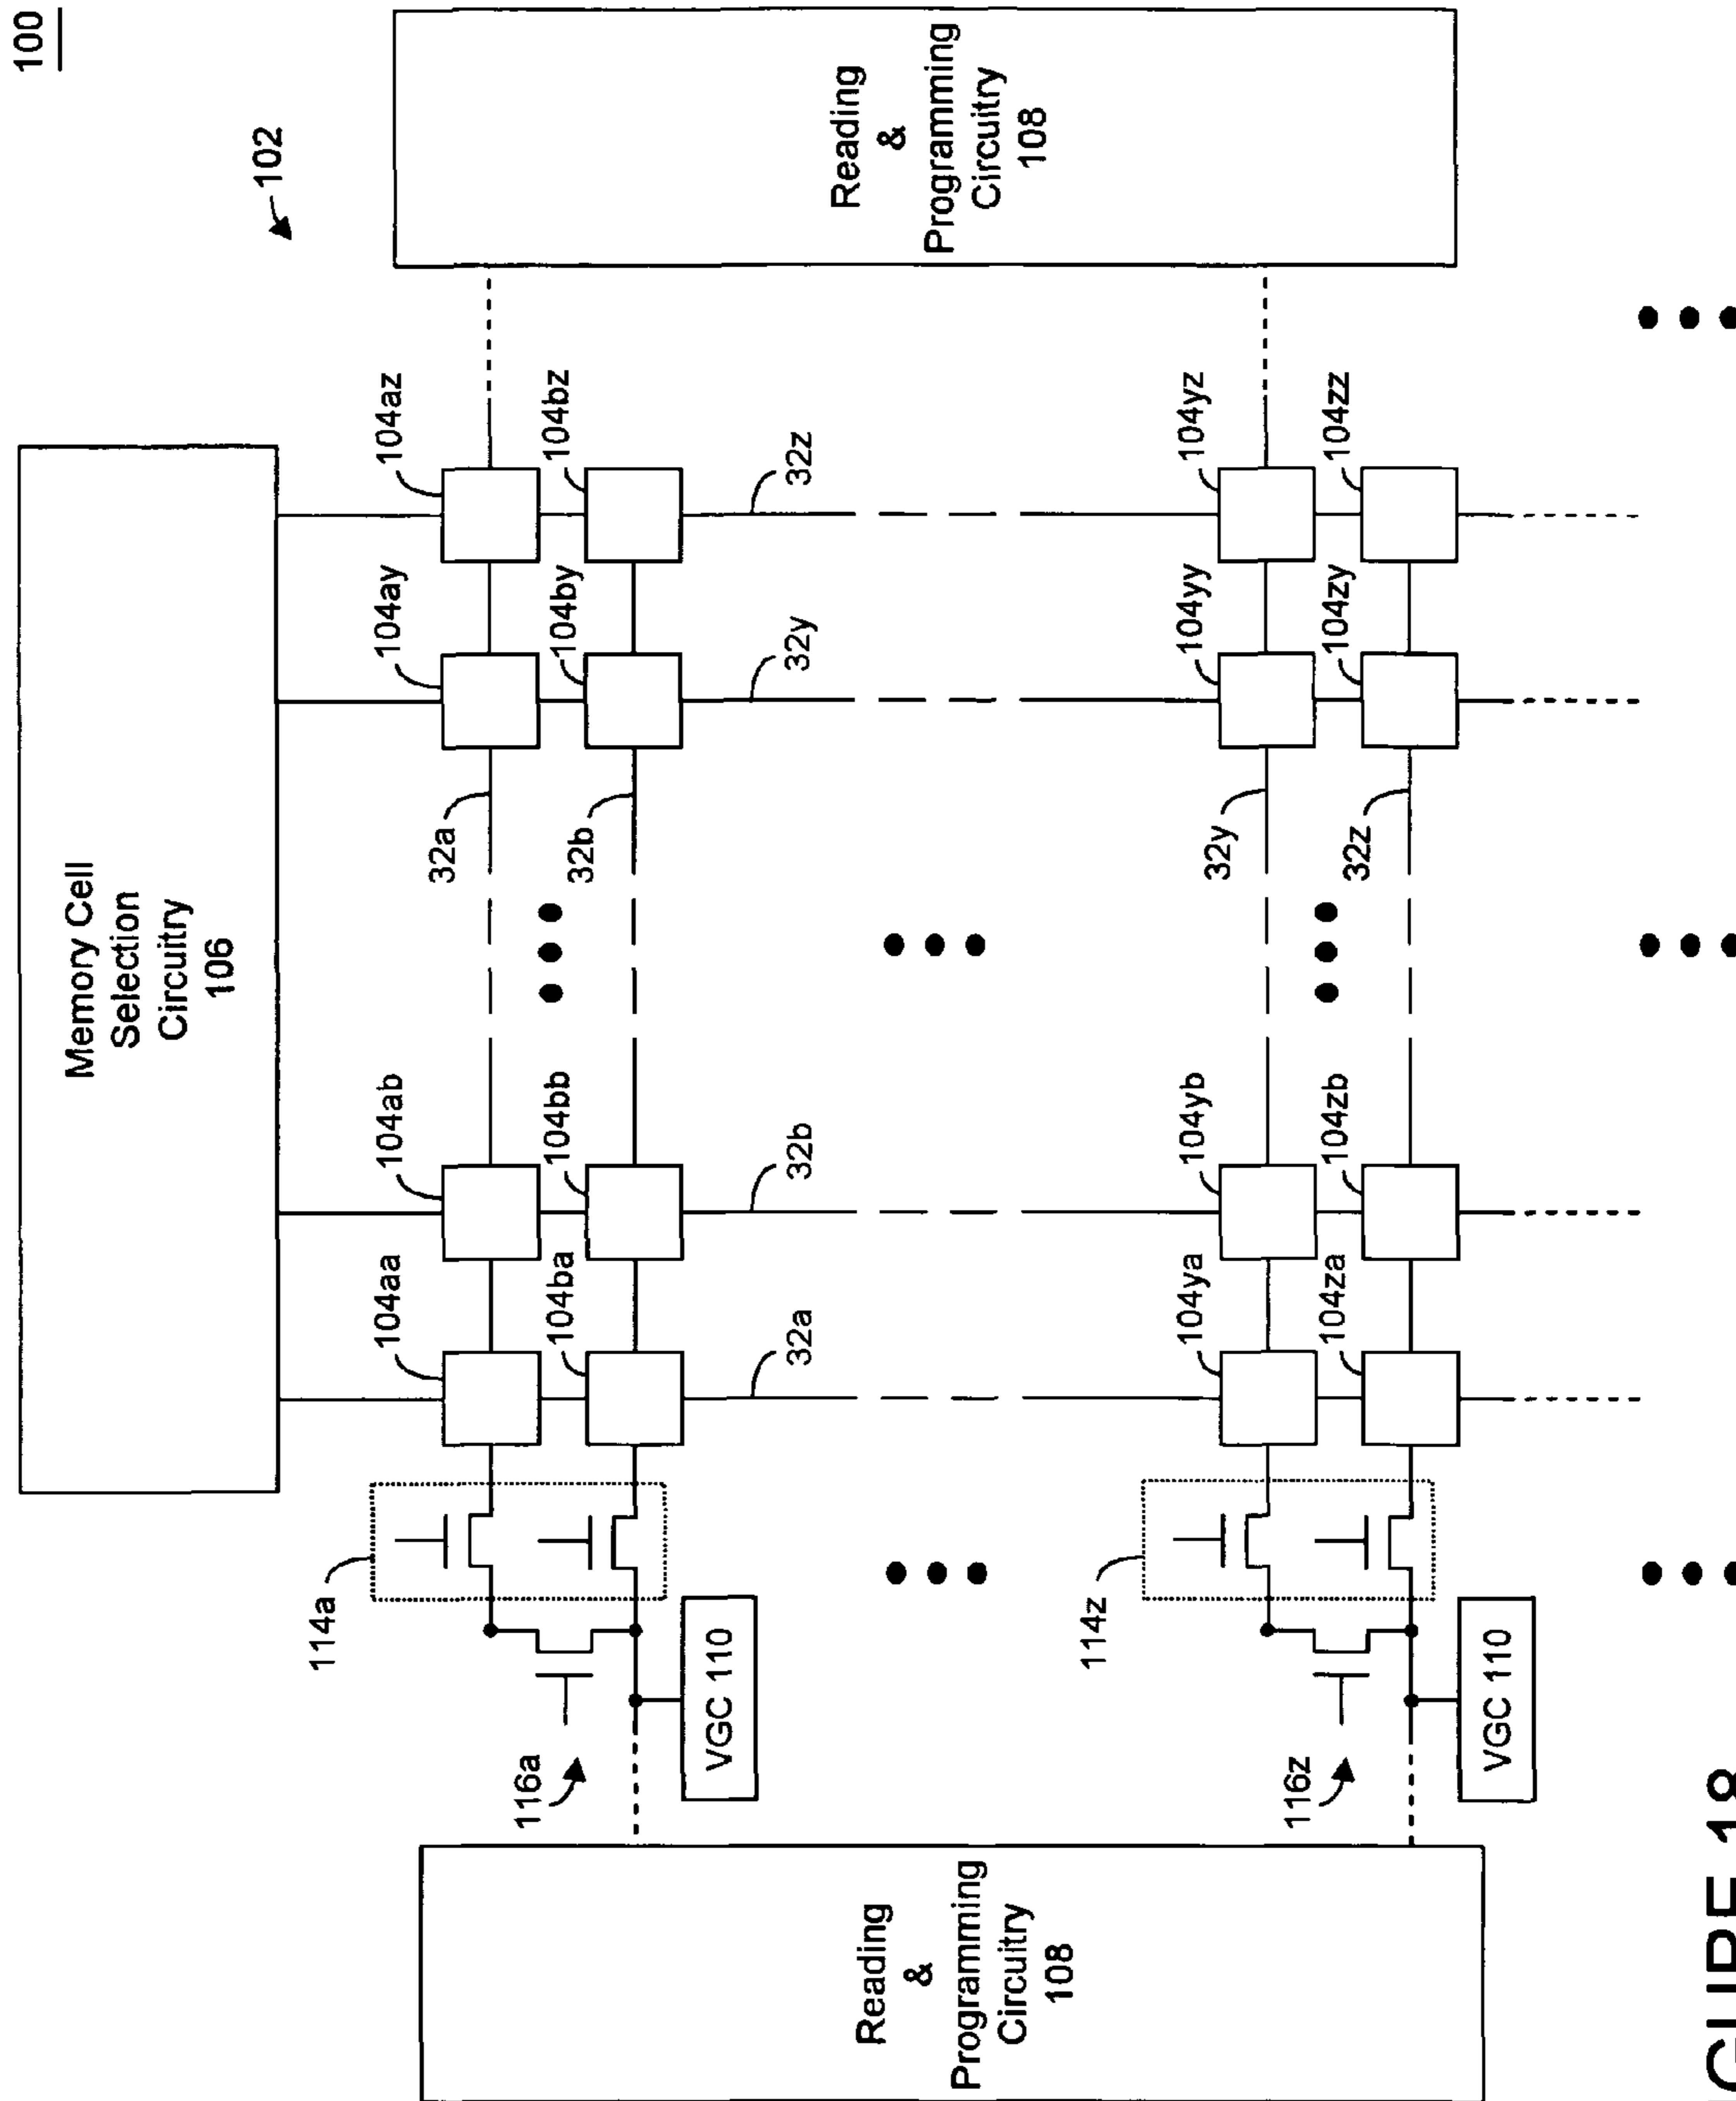 100
102
Memory Cell
Selection
Circuitry
106
Reading
&
Programming
Circuitry
108
Reading
&
Programming
Circuitry
108
104aa
104ab
104ay
104az
32a
114a
104ba
104bb
104by
104bz
32b
116a
VGC 110
32a
32b
32y
32z
104ya
104yb
104yy
104yz
32y
114z
104za
104zb
104zy
104zz
32z
116z
VGC 110
GURE 18